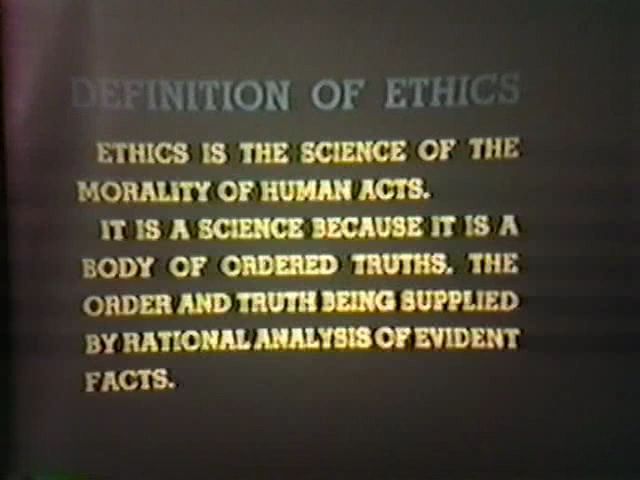 DEFINITION OF ETHICS
ETHICS IS THE SCIENCE OF THE
MORALITY OF HUMAN ACTS.
IT IS A SCIENCE BECAUSE IT IS A
BODY OF ORDERED TRUTHS. THE
ORDER AND TRUTH BEING SUPPLIED
BY RATIONAL ANALYSIS OF EVIDENT
FACTS.